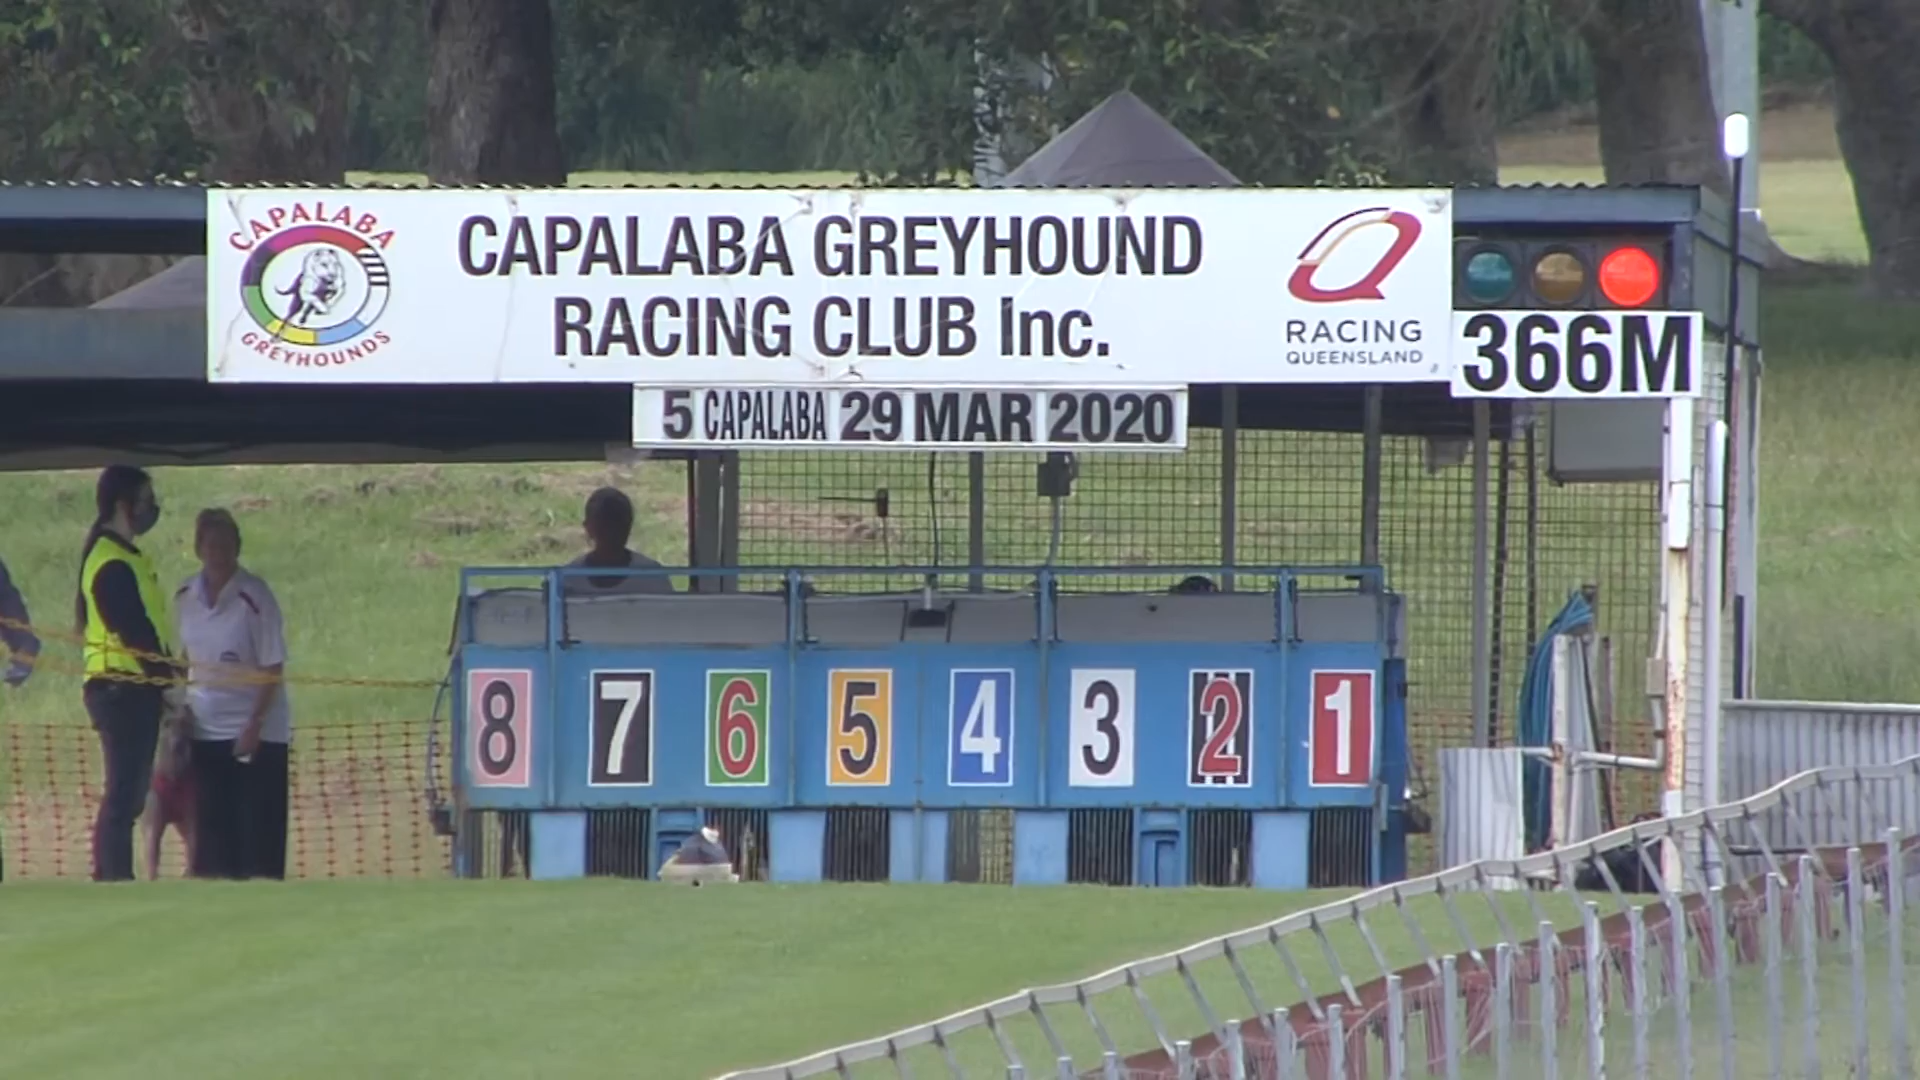 CAPALABA
GREYHOUNDS
CAPALABA GREYHOUND
RACING CLUB Inc.
RACING
QUEENSLAND
366M
5 CAPALABA 29 MAR 2020
8 7 6 5 4 3 2 1